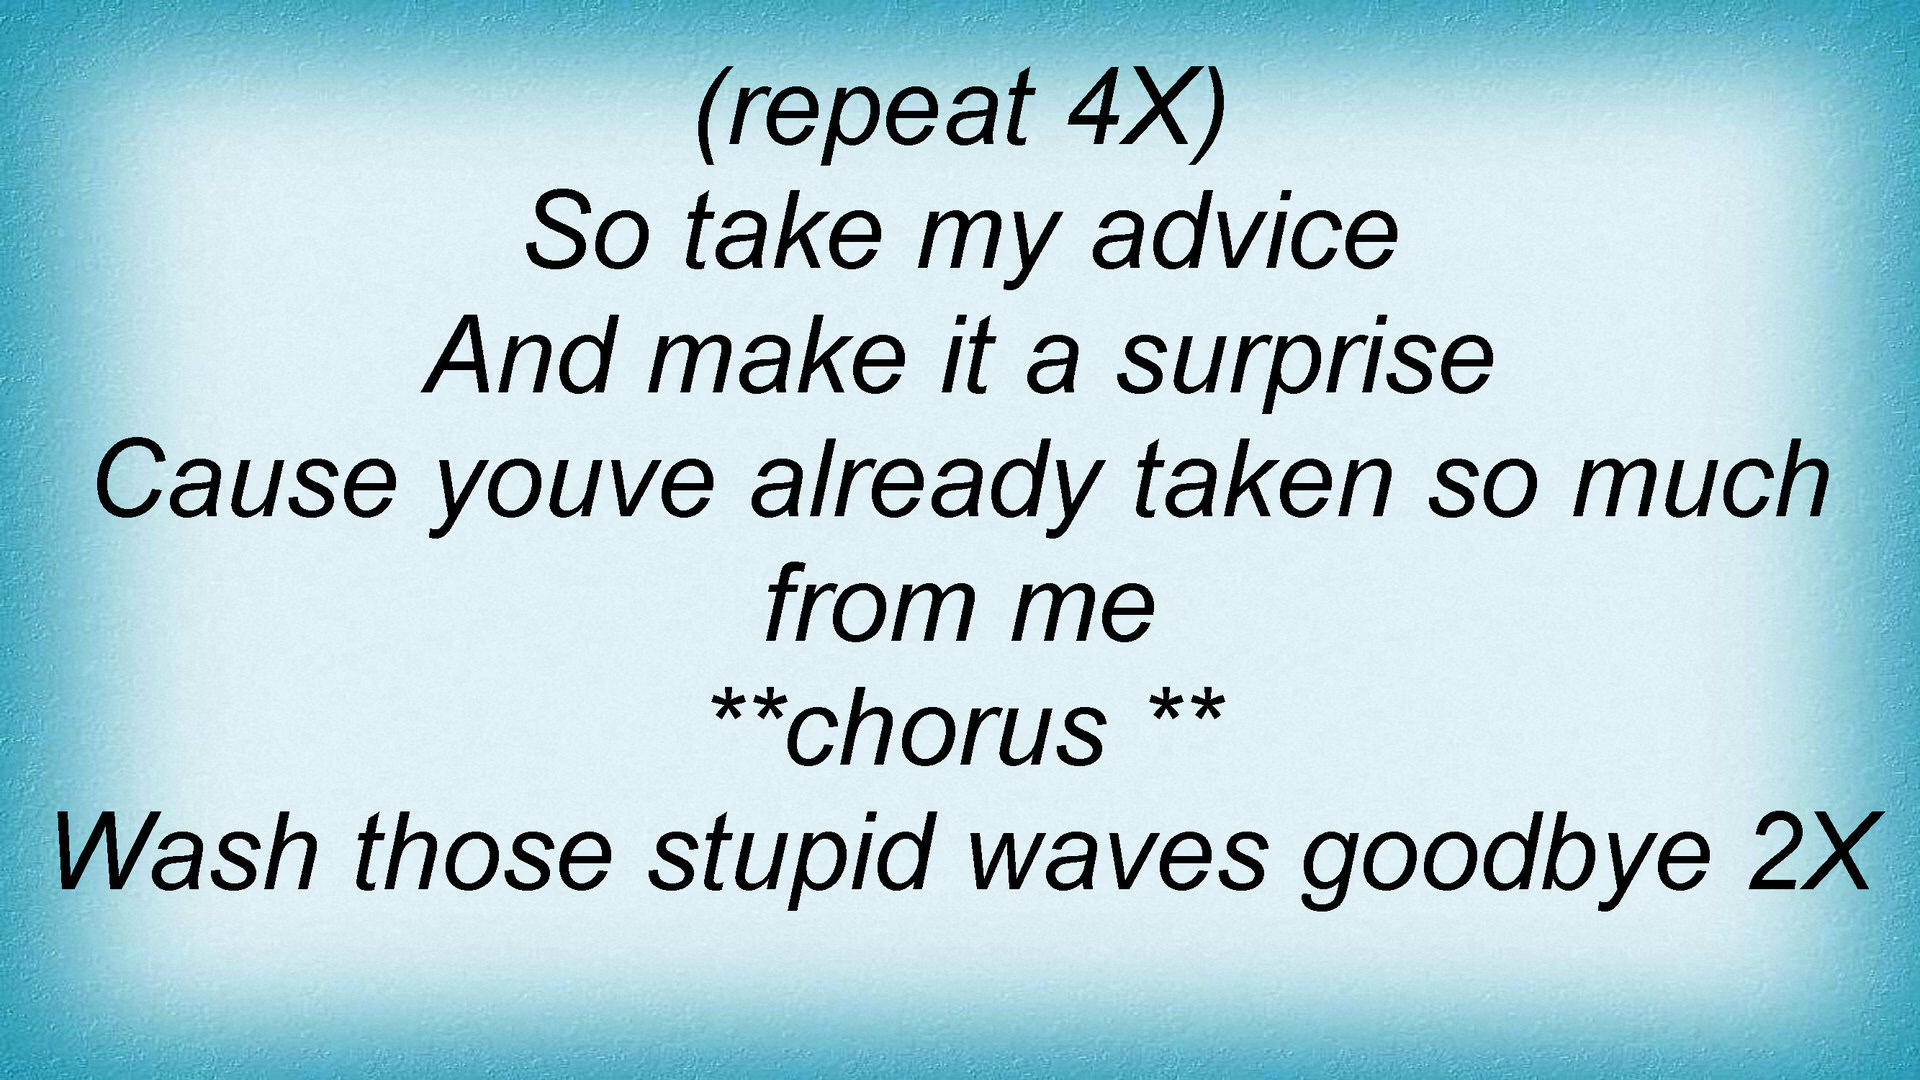 (repeat 4X)
So take my advice
And make it a surprise
Cause youve already taken so much
from me
**chorus **
Wash those stupid waves goodbye 2X